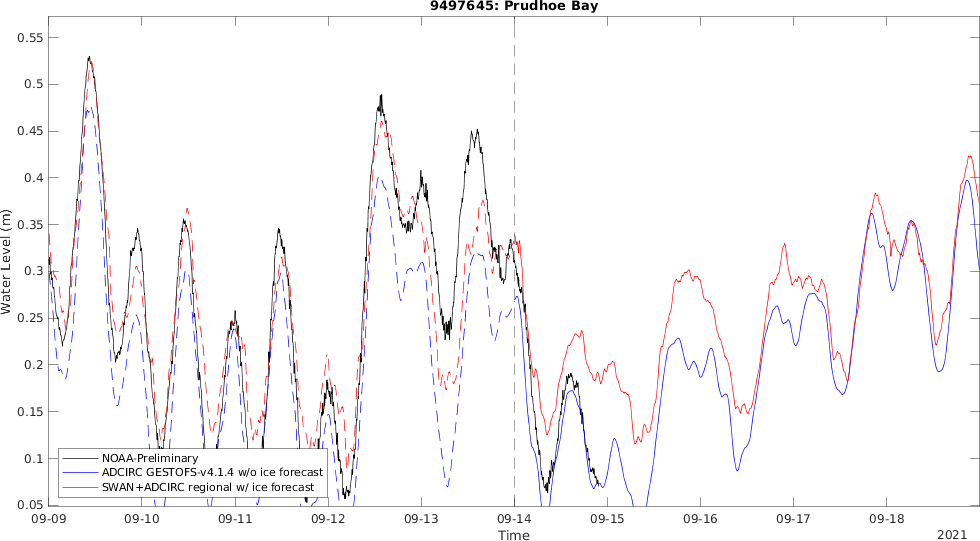 9497645: Prudhoe Bay
0.55
0.5
0.45
0.4
0.35
0.3
0.25
0.2
0.15
0.1
0.05
Water Level (m)
NOAA-Preliminary
ADCIRC GESTOFS-v4.1.4 w/o ice forecast
SWAN+ADCIRC regional w/ ice forecast
09-09 09-10 09-11 09-12 09-13 09-14 09-15 09-16 09-17 09-18
Time
2021